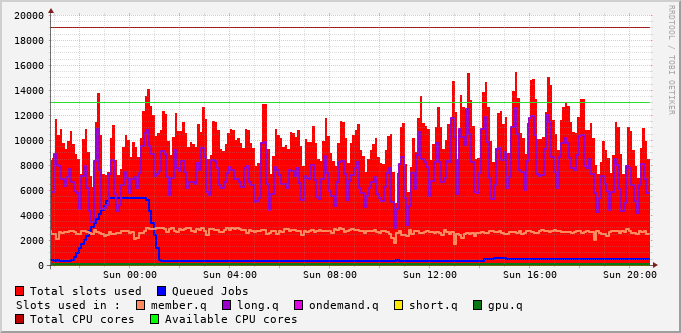 20000
18000
16000
14000
12000
10000
8000
6000
4000
2000
0
Sun 00:00 Sun 04:00 Sun 08:00 Sun 12:00 Sun 16:00 Sun 20:00
Total slots used Queued Jobs
Slots used in : member.q long.q ondemand.q short.q gpu.q
Total CPU cores Available CPU cores
RRDTOOL / TOBI OETIKER